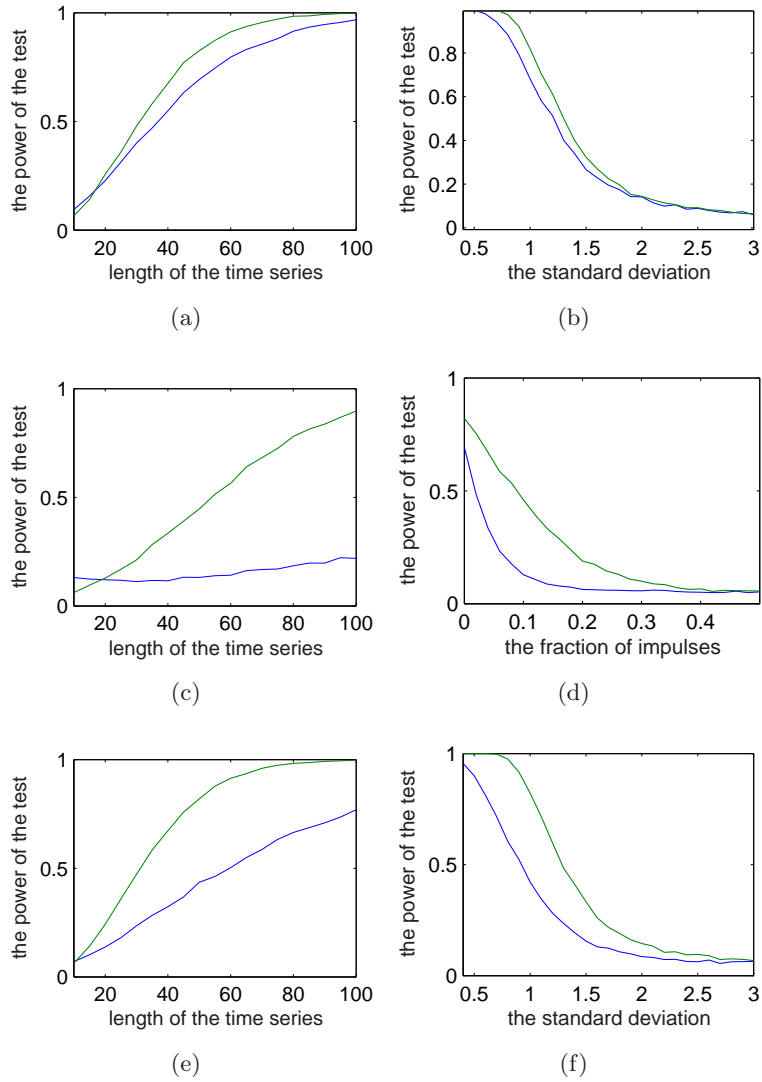 the power of the test
1
0.5
0
20 40 60 80 100
length of the time series
(a)
the power of the test
0.8
0.6
0.4
0.2
0
0.5 1 1.5 2 2.5 3
the standard deviation
(b)
the power of the test
1
0.5
0
20 40 60 80 100
length of the time series
(c)
the power of the test
1
0.5
0
0 0.1 0.2 0.3 0.4
the fraction of impulses
(d)
the power of the test
1
0.5
0
20 40 60 80 100
length of the time series
(e)
the power of the test
1
0.5
0
0.5 1 1.5 2 2.5 3
the standard deviation
(f)